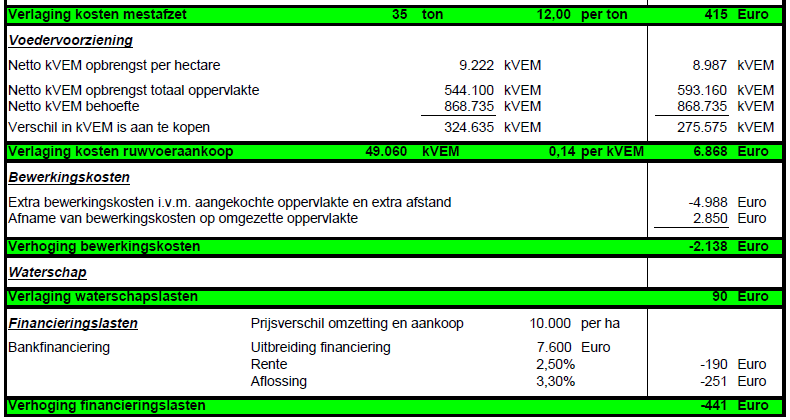 Verlaging kosten mestafzet 35 ton 12,00 per ton 415 Euro
Voedervoorziening
Netto kVEM opbrengst per hectare 9.222 kVEM 8.987 kVEM
Netto kVEM opbrengst totaal oppervlakte 544.100 kVEM 593.160 kVEM
Netto kVEM behoefte 868.735 kVEM 868.735 kVEM
Verschil in kVEM is aan te kopen 324.635 kVEM 275.575 kVEM
Verlaging kosten ruwvoeraankoop 49.060 kVEM 0,14 per kVEM 6.868 Euro
Bewerkingskosten
Extra bewerkingskosten i.v.m. aangekochte oppervlakte en extra afstand -4.988 Euro
Afname van bewerkingskosten op omgezette oppervlakte 2.850 Euro
Verhoging bewerkingskosten -2.138 Euro
Waterschap
Verlaging waterschapslasten 90 Euro
Financieringslasten Prijsverschil omzetting en aankoop 10.000 per ha
Bankfinanciering Uitbreiding financiering 7.600 Euro
Rente 2,50% -190 Euro
Aflossing 3,30% -251 Euro
Verhoging financieringslasten -441 Euro